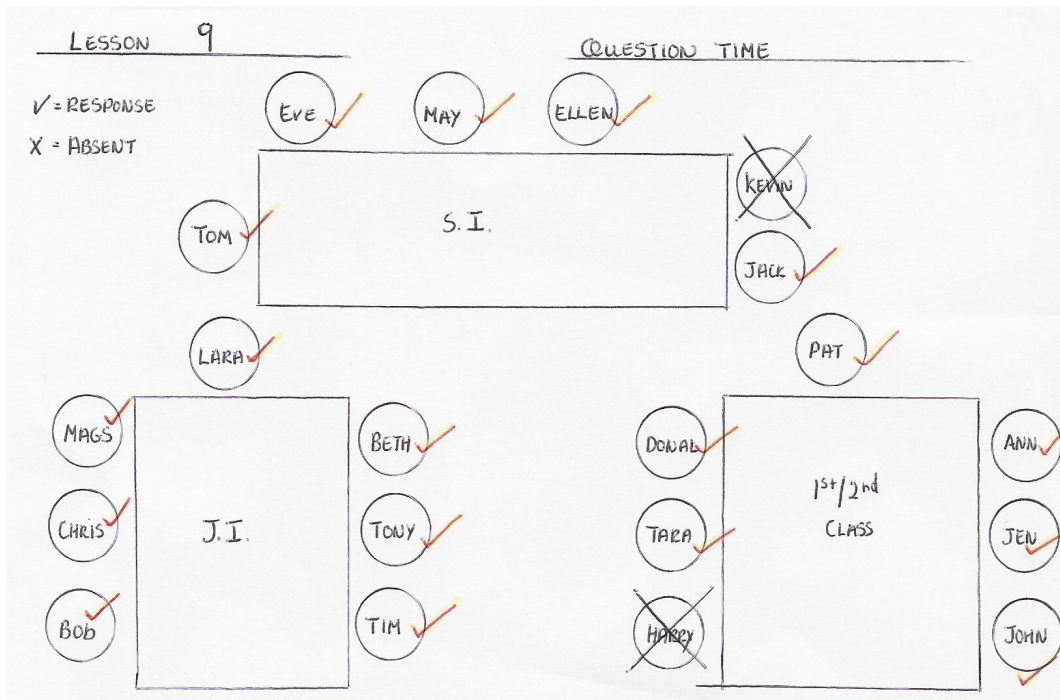 LESSON 9
QUESTION TIME
✓ = RESPONSE
X = ABSENT
EVE
MAY
ELLEN
KEVIN
TOM
S.I.
JACK
LARA
PAT
MAGS
BETH
DONAL
ANN
1st/2nd
CLASS
CHRIS
J.I.
TONY
TARA
JEN
BOb
TIM
HARRY
JOHN